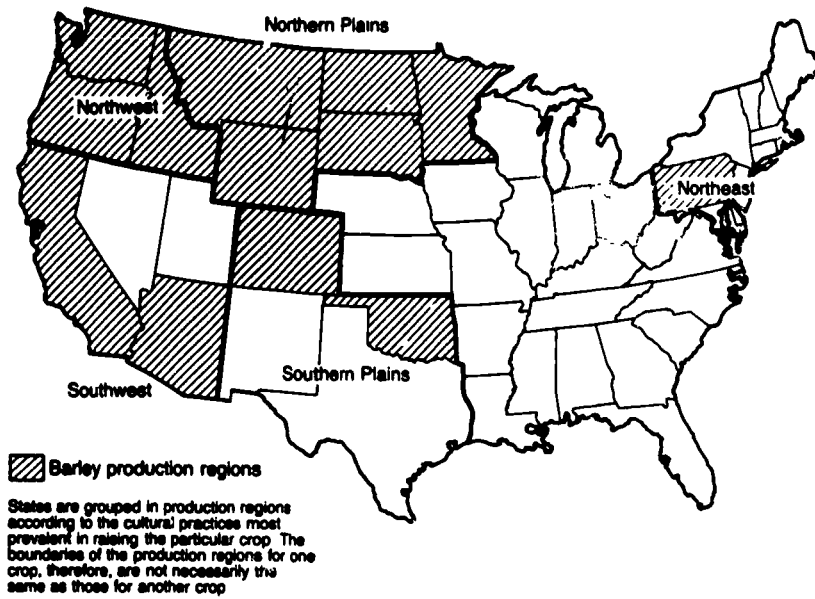 Northern Plains
Northwest
Northeast
Southern Plains
Southwest
Barley production regions
States are grouped in production regions
according to the cultural practices most
prevalent in raising the particular crop The
boundaries of the production regions for one
crop, therefore, are not necessarily the
same as those for another crop